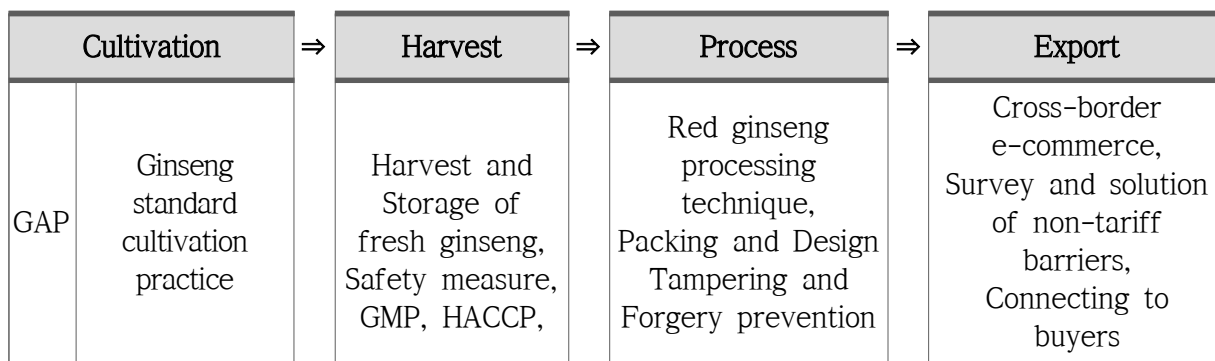 Cultivation ⇒ Harvest ⇒ Process ⇒ Export
GAP
Ginseng
standard
cultivation
practice
Harvest and
Storage of
fresh ginseng,
Safety measure,
GMP, HACCP,
Red ginseng
processing
technique,
Packing and Design
Tampering and
Forgery prevention
Cross-border
e-commerce,
Survey and solution
of non-tariff
barriers,
Connecting to
buyers